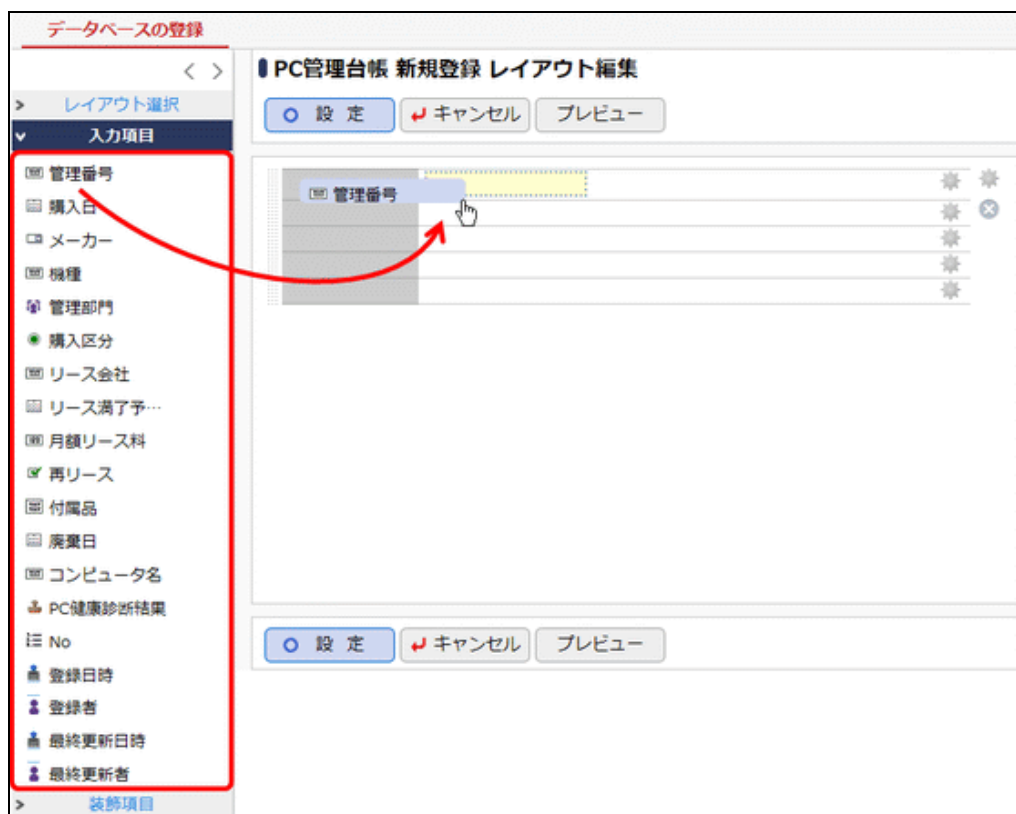 データベースの登録
レイアウト選択
入力項目
管理番号
購入日
メーカー
機種
管理部門
購入区分
リース会社
リース満了予…
月額リース料
再リース
付属品
廃棄日
コンピュータ名
PC健康診断結果
No
登録日時
登録者
最終更新日時
最終更新者
装飾項目
PC管理台帳 新規登録 レイアウト編集
設 定 キャンセル プレビュー
管理番号
設 定 キャンセル プレビュー